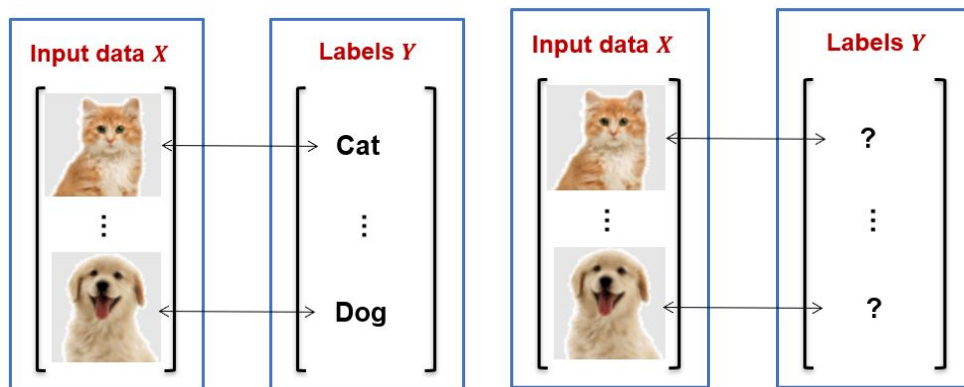 Input data X
Labels Y
Cat
⋮
⋮
Dog
Input data X
Labels Y
?
⋮
⋮
?